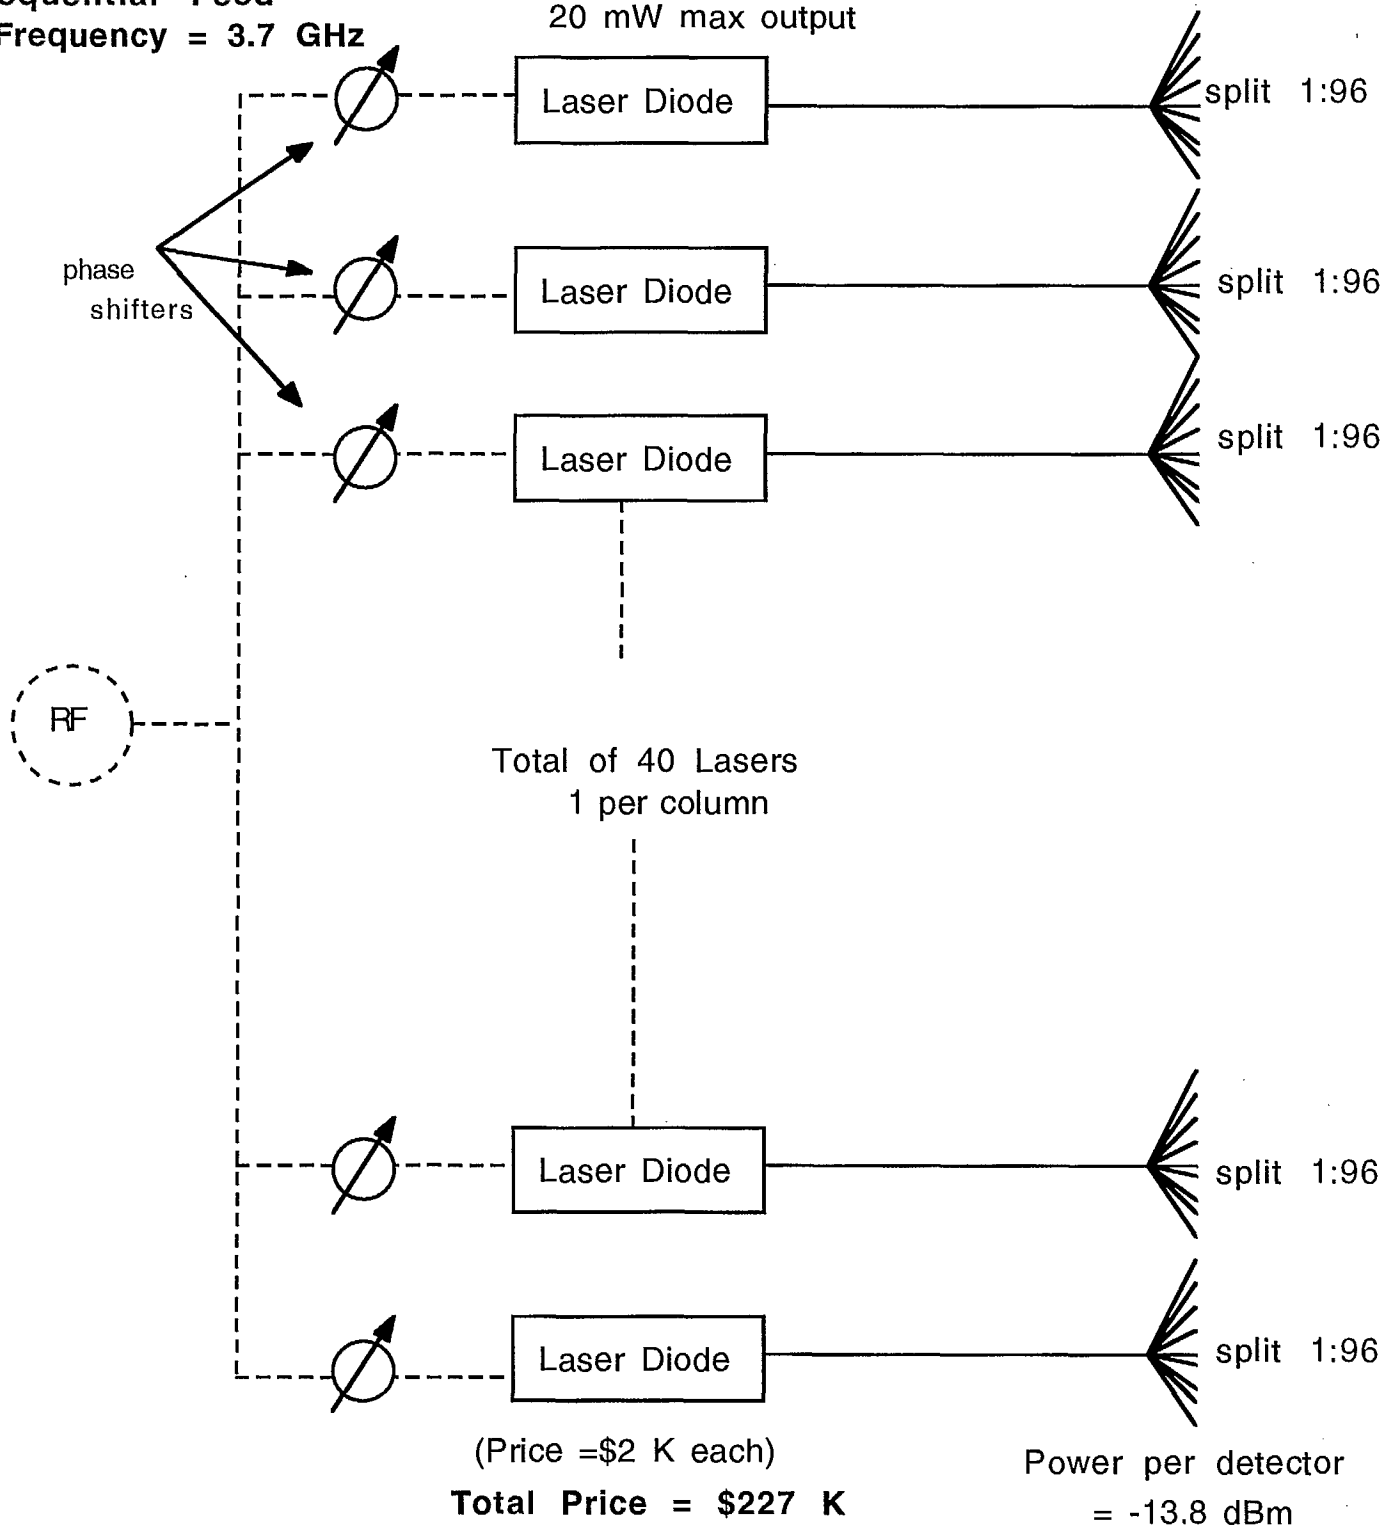 Frequency = 3.7 GHz
20 mW max output
Laser Diode
split 1:96
phase
shifters
Laser Diode
split 1:96
Laser Diode
split 1:96
RF
Total of 40 Lasers
1 per column
Laser Diode
split 1:96
Laser Diode
split 1:96
(Price =$2 K each)
Total Price = $227 K
Power per detector
= -13.8 dBm